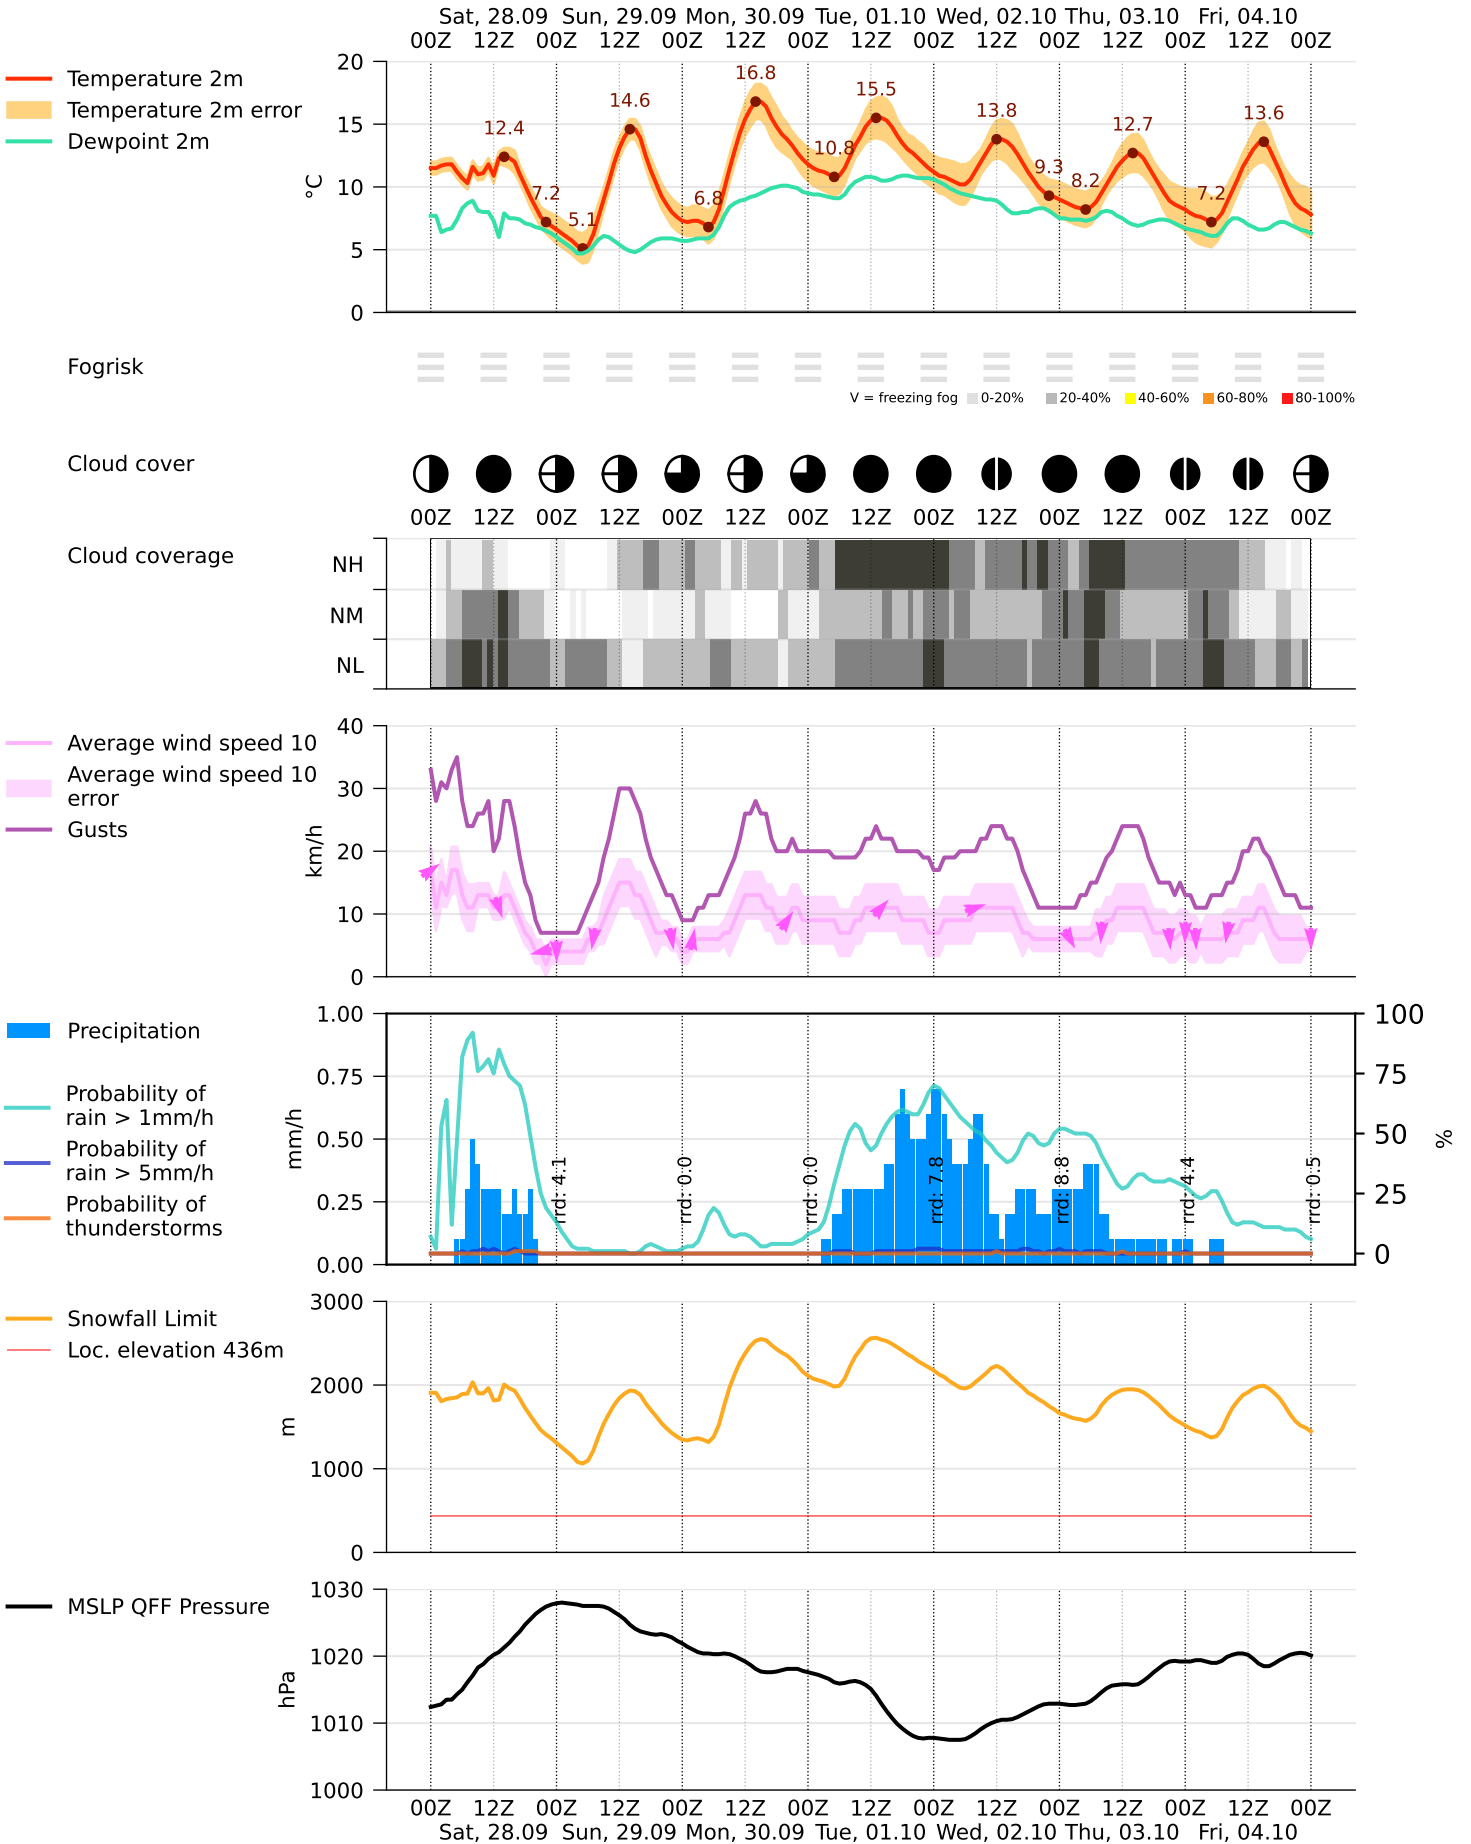 Sat, 28.09 Sun, 29.09 Mon, 30.09 Tue, 01.10 Wed, 02.10 Thu, 03.10 Fri, 04.10
00Z 12Z 00Z 12Z 00Z 12Z 00Z 12Z 00Z 12Z 00Z 12Z 00Z 12Z 00Z
Temperature 2m
Temperature 2m error
Dewpoint 2m
°C
20
15
10
5
0
12.4
7.2
5.1
14.6
6.8
16.8
10.8
15.5
13.8
9.3
8.2
12.7
7.2
13.6
Fogrisk
V = freezing fog 0-20% 20-40% 40-60% 60-80% 80-100%
Cloud cover
00Z 12Z 00Z 12Z 00Z 12Z 00Z 12Z 00Z 12Z 00Z 12Z 00Z 12Z 00Z
Cloud coverage
NH
NM
NL
Average wind speed 10
Average wind speed 10
error
Gusts
km/h
40
30
20
10
0
Precipitation
Probability of
rain > 1mm/h
Probability of
rain > 5mm/h
Probability of
thunderstorms
mm/h
1.00
0.75
0.50
0.25
0.00
rrd: 4.1
rrd: 0.0
rrd: 0.0
rrd: 7.8
rrd: 8.8
rrd: 4.4
rrd: 0.5
100
75
50
25
0
%
Snowfall Limit
Loc. elevation 436m
m
3000
2000
1000
0
MSLP QFF Pressure
hPa
1030
1020
1010
1000
00Z 12Z 00Z 12Z 00Z 12Z 00Z 12Z 00Z 12Z 00Z 12Z 00Z 12Z 00Z
Sat, 28.09 Sun, 29.09 Mon, 30.09 Tue, 01.10 Wed, 02.10 Thu, 03.10 Fri, 04.10